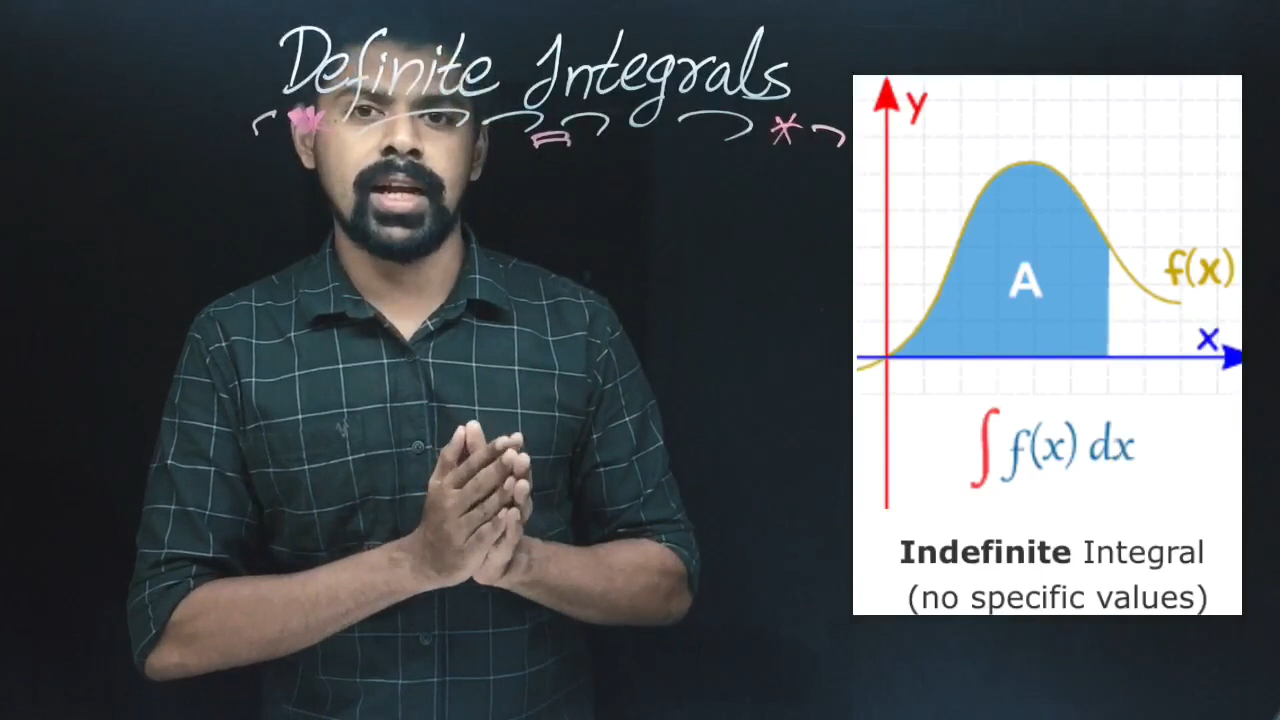 Definite Integrals
y
A
f(x)
x
∫ f(x) dx
Indefinite Integral
(no specific values)